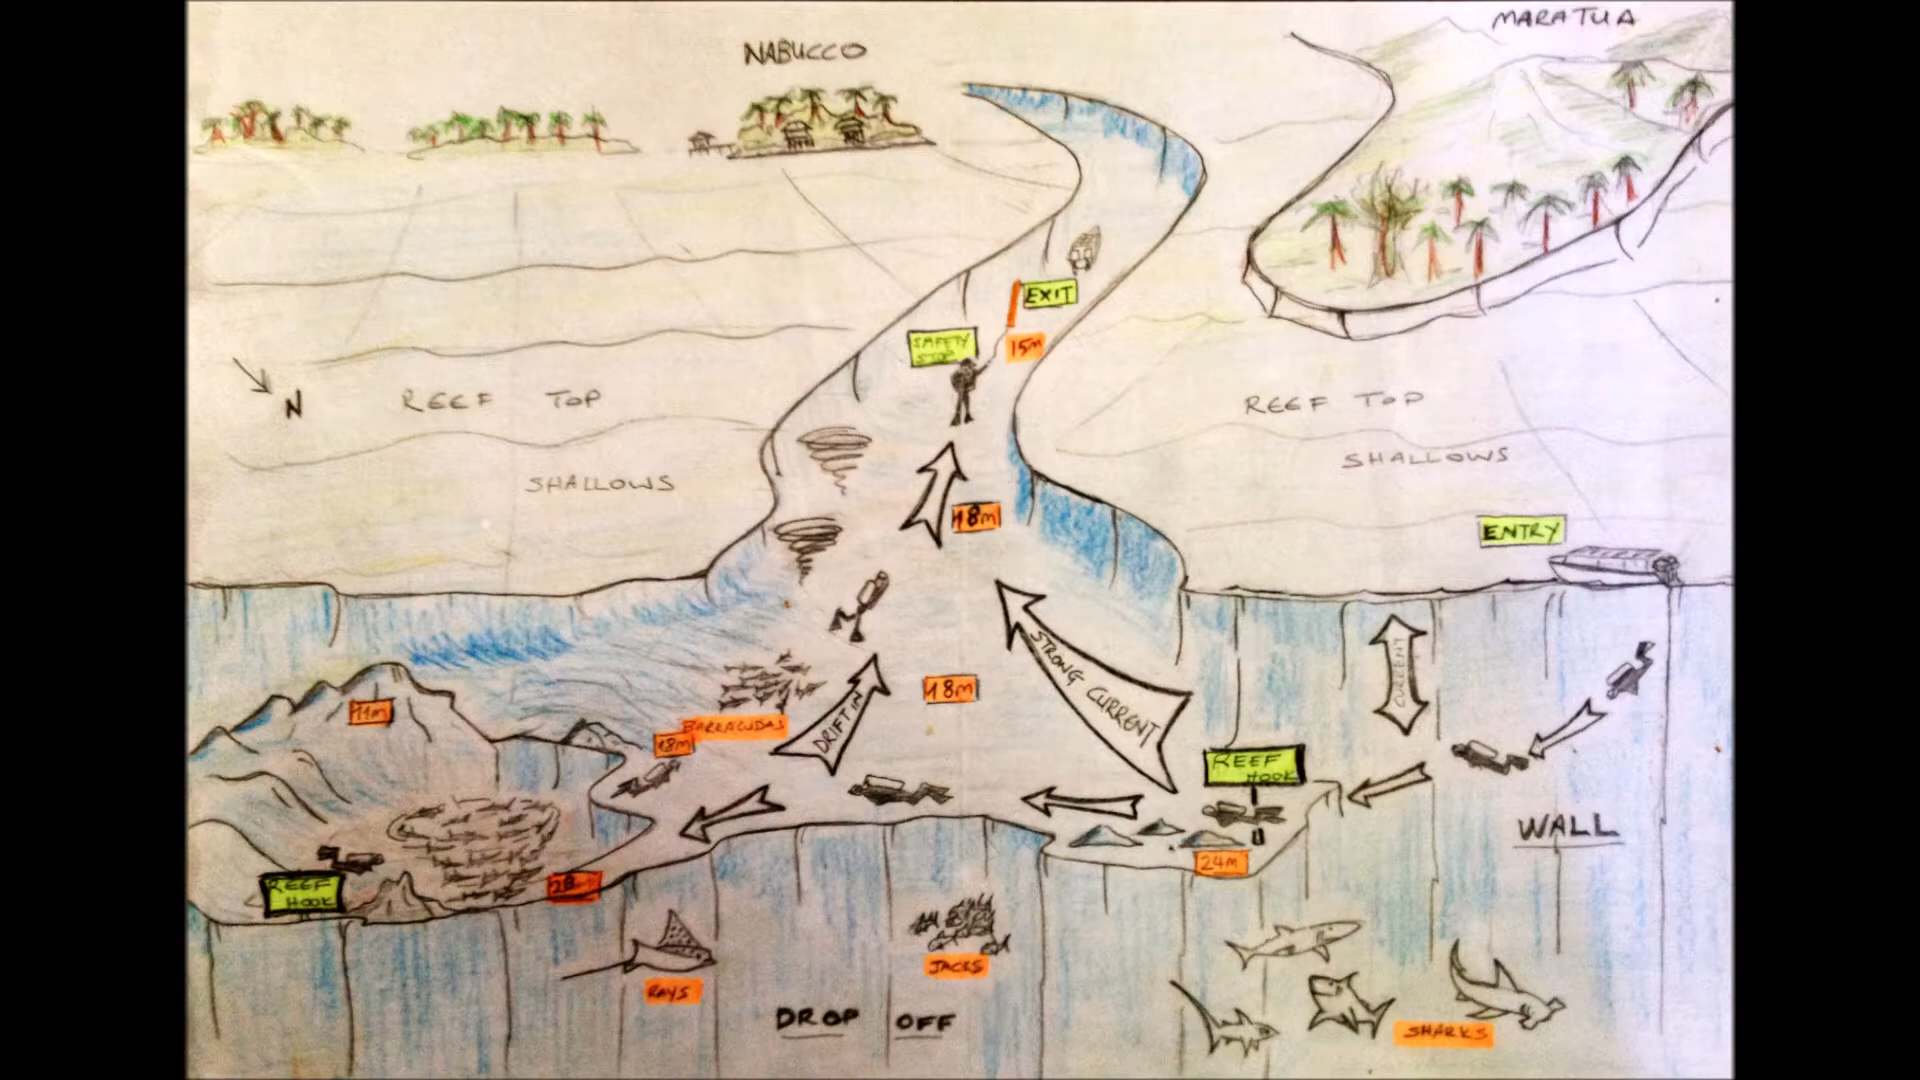 MARATUA
NABUCCO
EXIT
SAFETY
STOP
15m
N
REEF TOP
REEF TOP
SHALLOWS
SHALLOWS
18m
ENTRY
STRONG CURRENT
CURRENT
18m
DRIFT IN
BARRACUDAS
11m
18m
REEF
HOOK
WALL
24m
REEF
HOOK
JACKS
RAYS
DROP OFF
SHARKS